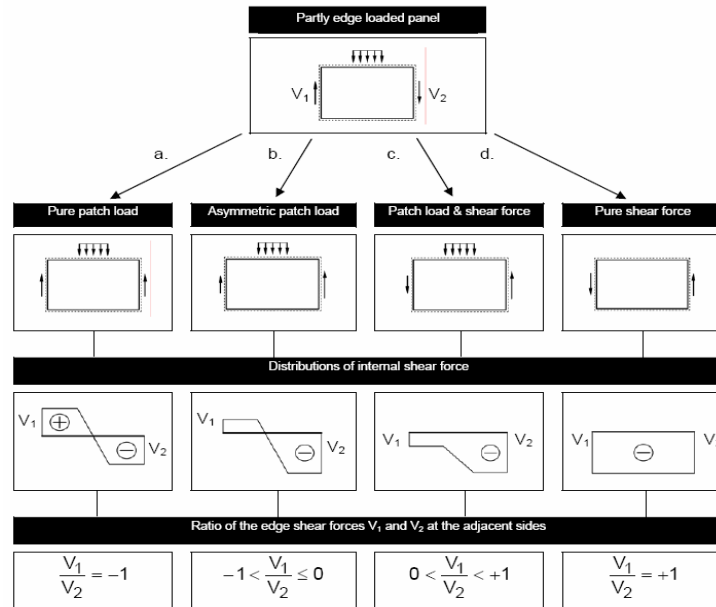 Partly edge loaded panel
V₁ V₂
a. b. c. d.
Pure patch load Asymmetric patch load Patch load & shear force Pure shear force
Distributions of internal shear force
V₁ + − V₂ V₁ − V₂ V₁ − V₂ V₁ − V
Ratio of the edge shear forces V₁ and V₂ at the adjacent sides
V₁/V₂ = −1 −1 < V₁/V₂ ≤ 0 0 < V₁/V₂ < +1 V₁/V₂ = +1